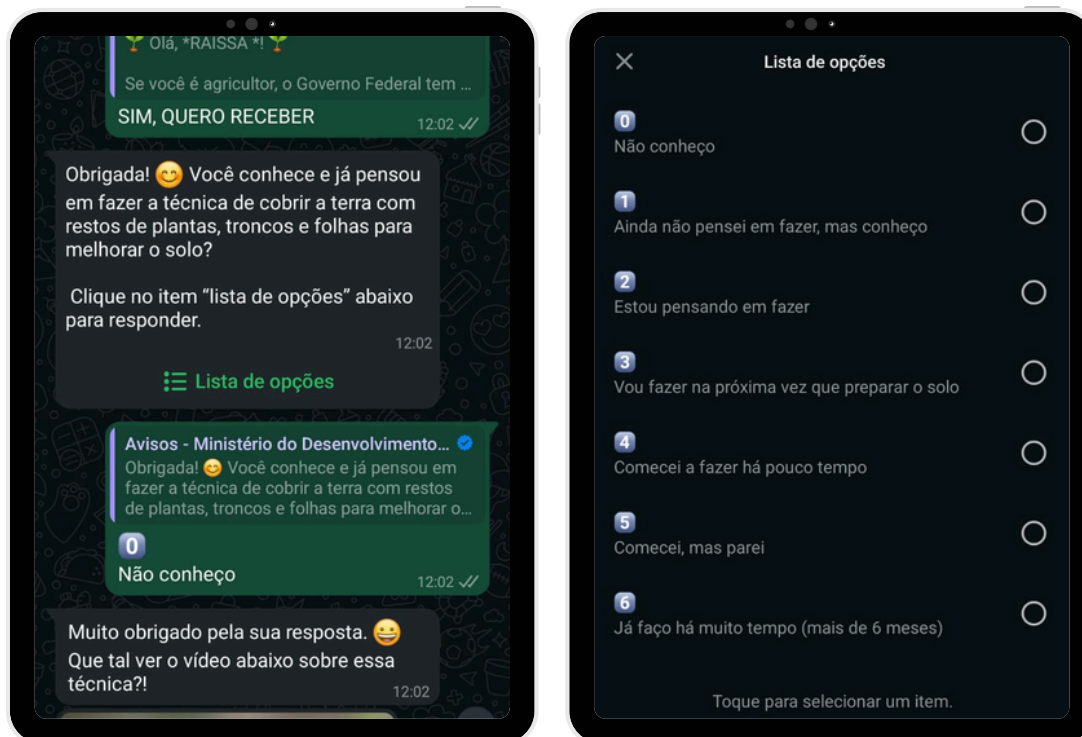 🌱 Olá, *RAISSA *! 🌱
Se você é agricultor, o Governo Federal tem ...
SIM, QUERO RECEBER
12:02
Obrigada! 😊 Você conhece e já pensou
em fazer a técnica de cobrir a terra com
restos de plantas, troncos e folhas para
melhorar o solo?
Clique no item “lista de opções” abaixo
para responder.
12:02
Lista de opções
Avisos - Ministério do Desenvolvimento...
Obrigada! 😊 Você conhece e já pensou em
fazer a técnica de cobrir a terra com restos
de plantas, troncos e folhas para melhorar o...
0️⃣
Não conheço
12:02
Muito obrigado pela sua resposta. 😀
Que tal ver o vídeo abaixo sobre essa
técnica?!
12:02
Lista de opções
0️⃣
Não conheço
1️⃣
Ainda não pensei em fazer, mas conheço
2️⃣
Estou pensando em fazer
3️⃣
Vou fazer na próxima vez que preparar o solo
4️⃣
Comecei a fazer há pouco tempo
5️⃣
Comecei, mas parei
6️⃣
Já faço há muito tempo (mais de 6 meses)
Toque para selecionar um item.